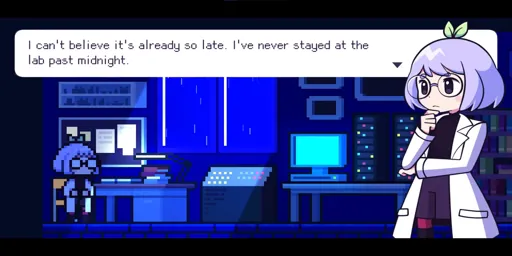 I can't believe it's already so late. I've never stayed at the
lab past midnight.